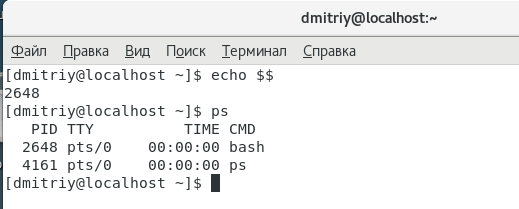 dmitriy@localhost:~
Файл Правка Вид Поиск Терминал Справка
[dmitriy@localhost ~]$ echo $$
2648
[dmitriy@localhost ~]$ ps
   PID TTY          TIME CMD
  2648 pts/0    00:00:00 bash
  4161 pts/0    00:00:00 ps
[dmitriy@localhost ~]$